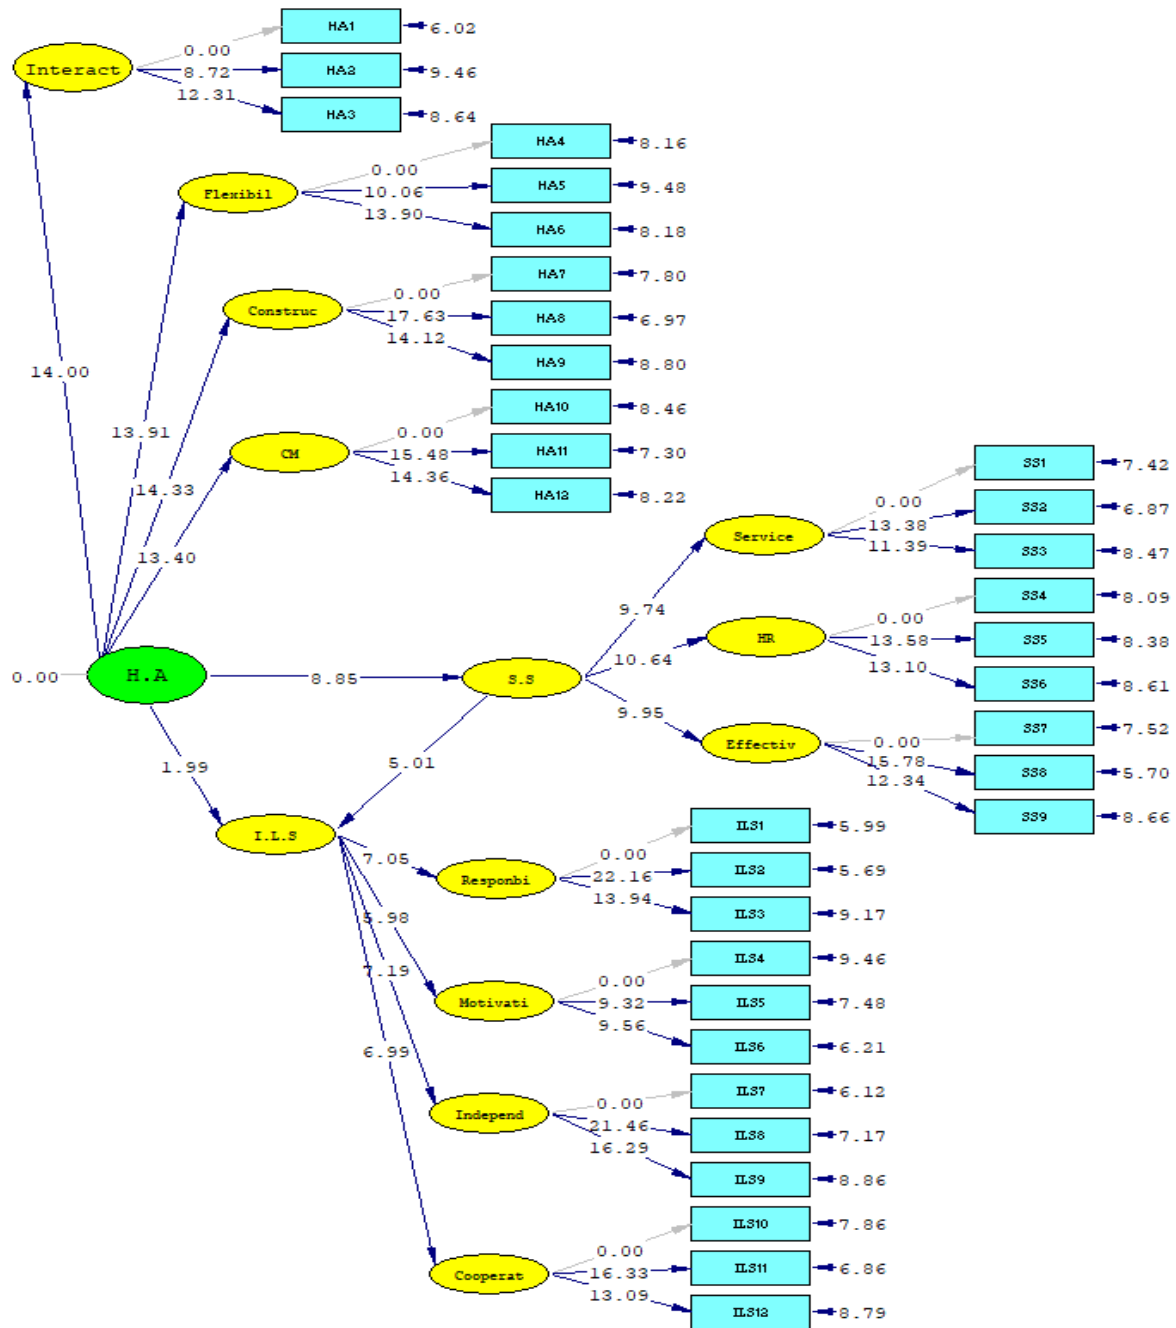 HA1
6.02
0.00
Interact
8.72
HA2
9.46
12.31
HA3
8.64
HA4
8.16
0.00
Flexibil
10.06
HA5
9.48
13.90
HA6
8.18
HA7
7.80
0.00
Construc
17.63
HA8
6.97
14.12
HA9
8.80
14.00
HA10
8.46
13.91
0.00
CM
15.48
HA11
7.30
14.36
HA12
8.22
14.33
13.40
SS1
7.42
0.00
Service
13.38
SS2
6.87
11.39
SS3
8.47
9.74
SS4
8.09
0.00
HR
13.58
SS5
8.38
10.64
13.10
SS6
8.61
0.00
H.A
8.85
S.S
9.95
SS7
7.52
Effectiv
0.00
15.78
SS8
5.70
12.34
SS9
8.66
1.99
5.01
I.L.S
ILS1
5.99
0.00
7.05
Responbi
22.16
ILS2
5.69
13.94
ILS3
9.17
5.98
ILS4
9.46
0.00
7.19
Motivati
9.32
ILS5
7.48
9.56
ILS6
6.21
6.99
ILS7
6.12
0.00
Independ
21.46
ILS8
7.17
16.29
ILS9
8.86
ILS10
7.86
0.00
Cooperat
16.33
ILS11
6.86
13.09
ILS12
8.79